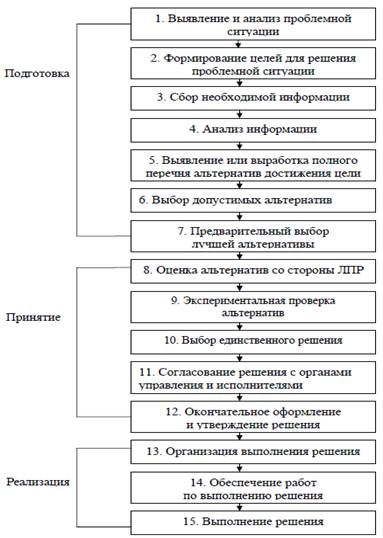 1. Выявление и анализ проблемной
ситуации
2. Формирование целей для решения
проблемной ситуации
Подготовка
3. Сбор необходимой информации
4. Анализ информации
5. Выявление или выработка полного
перечня альтернатив достижения цели
6. Выбор допустимых альтернатив
7. Предварительный выбор
лучшей альтернативы
8. Оценка альтернатив со стороны ЛПР
9. Экспериментальная проверка
альтернатив
Принятие
10. Выбор единственного решения
11. Согласование решения с органами
управления и исполнителями
12. Окончательное оформление
и утверждение решения
13. Организация выполнения решения
Реализация
14. Обеспечение работ
по выполнению решения
15. Выполнение решения